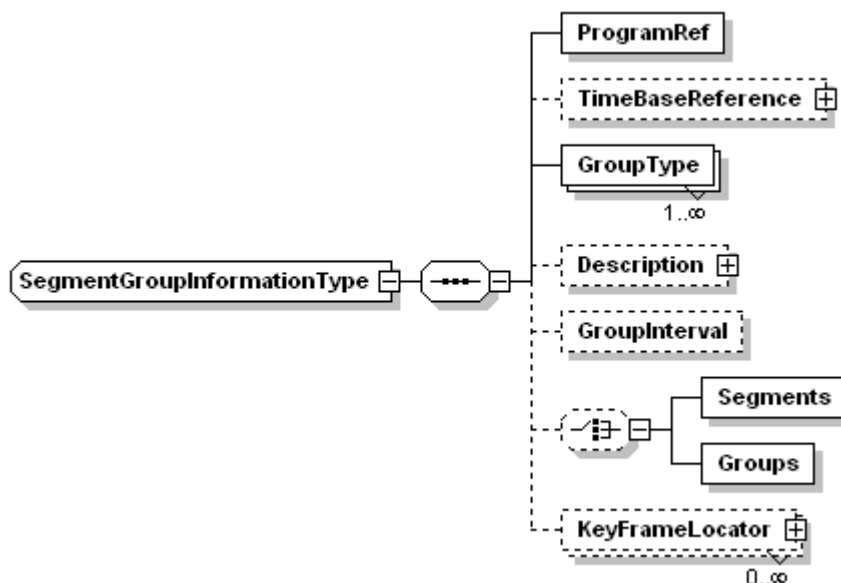 ProgramRef
TimeBaseReference
GroupType
1..∞
SegmentGroupInformationType
Description
GroupInterval
Segments
Groups
KeyFrameLocator
0..∞